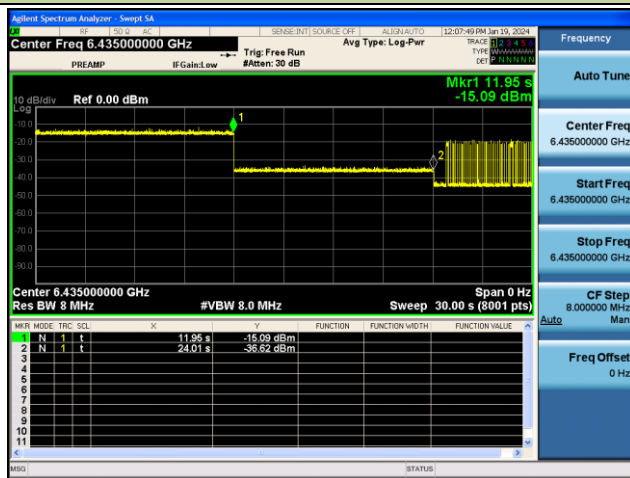 Agilent Spectrum Analyzer - Swept SA
RF 50 Ω AC SENSE:INT SOURCE OFF ALIGN AUTO 12:07:49 PM Jan 19, 2024
Center Freq 6.435000000 GHz
PREAMP IFGain:Low
Trig: Free Run
#Atten: 30 dB
Avg Type: Log-Pwr
TRACE 1 2 3 4 5 6
TYPE
DET P N N N N N
Mkr1 11.95 s
-15.09 dBm
10 dB/div Ref 0.00 dBm
Log
-10.0
-20.0
-30.0
-40.0
-50.0
-60.0
-70.0
-80.0
-90.0
1
2
Center 6.435000000 GHz Span 0 Hz
Res BW 8 MHz #VBW 8.0 MHz Sweep 30.00 s (8001 pts)
MKR MODE TRC SCL X Y FUNCTION FUNCTION WIDTH FUNCTION VALUE
1 N 1 t 11.95 s -15.09 dBm
2 N 1 t 24.01 s -36.62 dBm
3
4
5
6
7
8
9
10
11
MSG STATUS
Frequency
Auto Tune
Center Freq
6.435000000 GHz
Start Freq
6.435000000 GHz
Stop Freq
6.435000000 GHz
CF Step
8.000000 MHz
Auto Man
Freq Offset
0 Hz